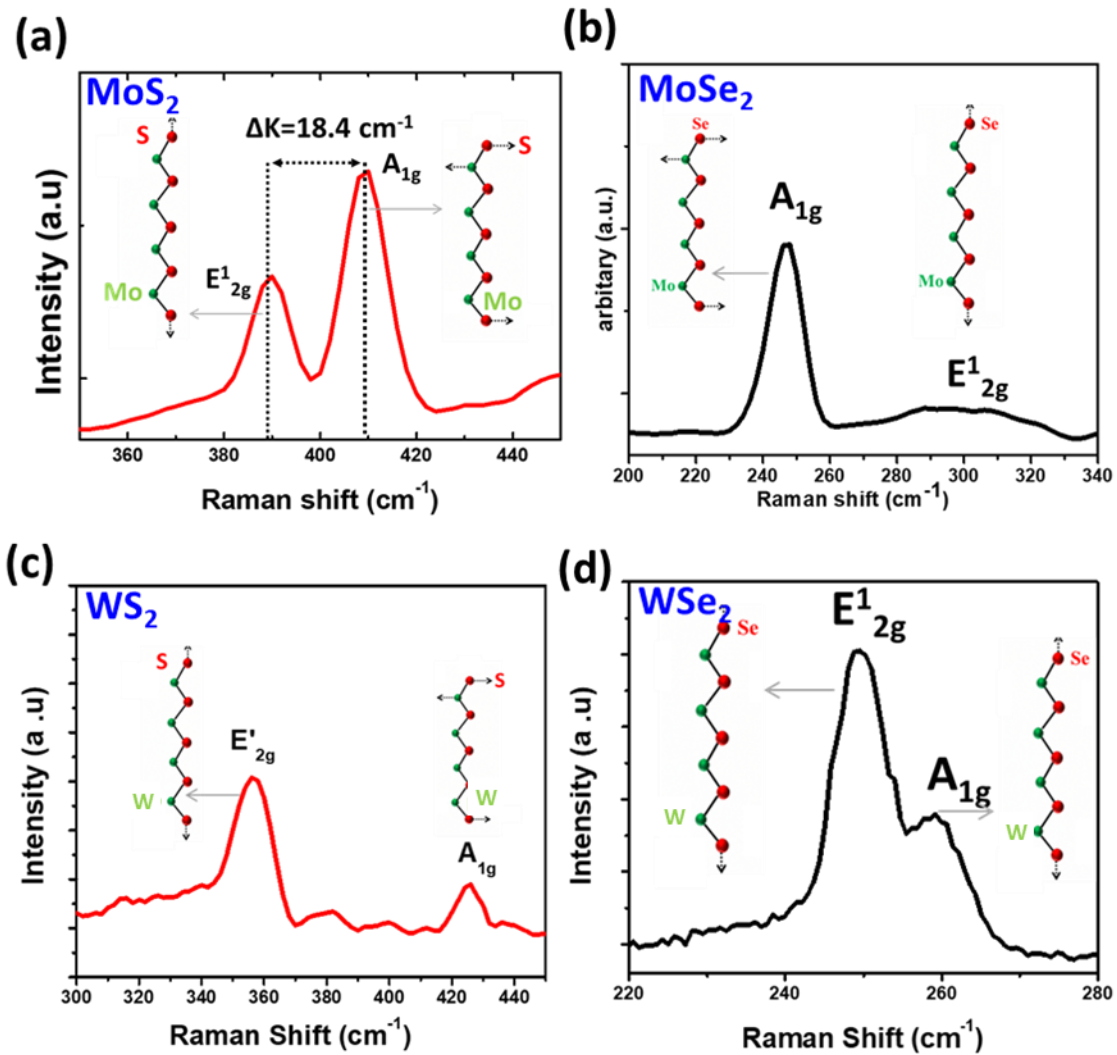 (a)
MoS₂
S
ΔK=18.4 cm⁻¹
A₁g
S
E¹₂g
Mo
Mo
Intensity (a.u)
360 380 400 420 440
Raman shift (cm⁻¹)
(b)
MoSe₂
Se
Se
A₁g
Mo
Mo
E¹₂g
arbitary (a.u.)
200 220 240 260 280 300 320 340
Raman shift (cm⁻¹)
(c)
WS₂
S
S
E'₂g
W
W
A₁g
Intensity (a .u)
300 320 340 360 380 400 420 440
Raman Shift (cm⁻¹)
(d)
WSe₂
E¹₂g
Se
Se
A₁g
W
W
Intensity (a .u)
220 240 260 280
Raman Shift (cm⁻¹)